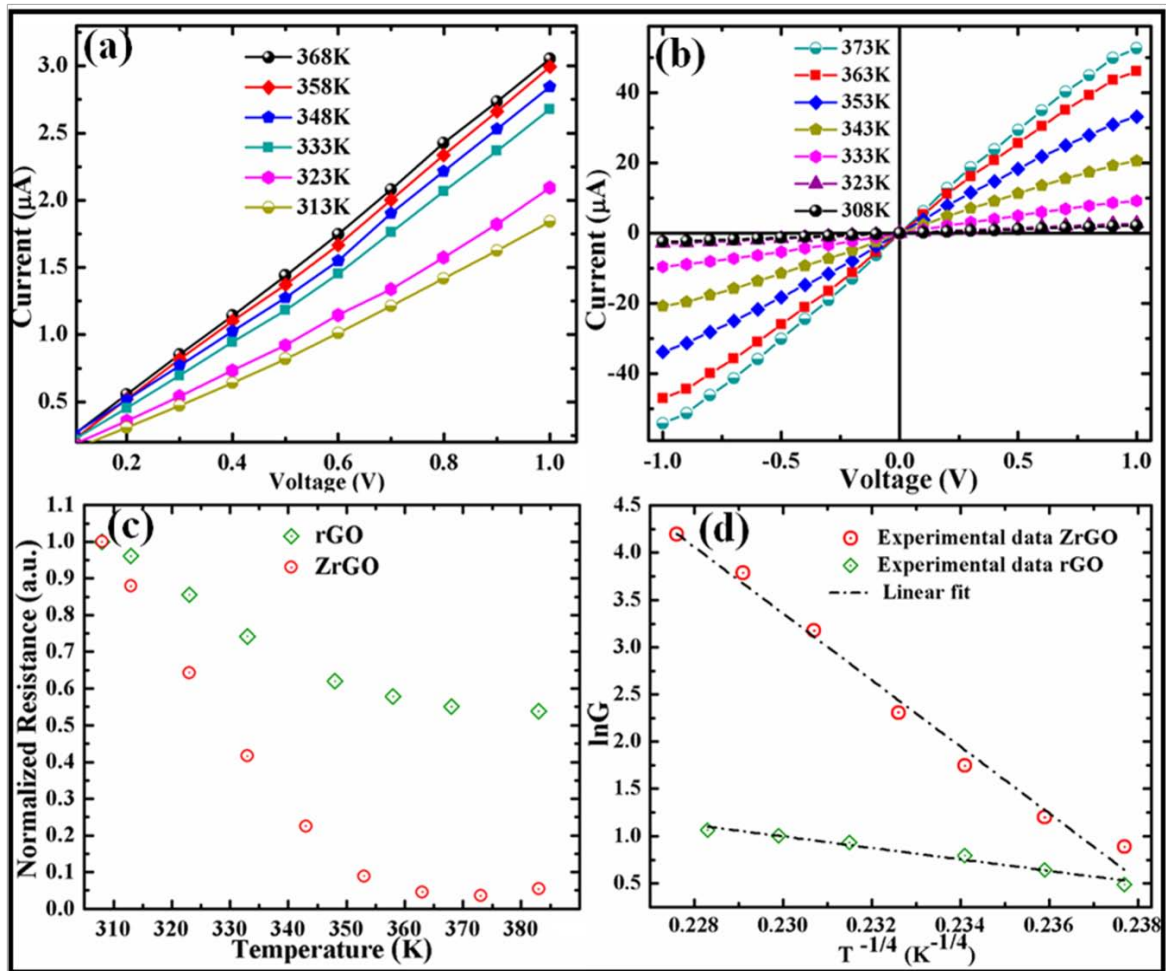 (a)
368K
358K
348K
333K
323K
313K
3.0
2.5
2.0
1.5
1.0
0.5
Current (μA)
0.2 0.4 0.6 0.8 1.0
Voltage (V)
(b)
373K
363K
353K
343K
333K
323K
308K
40
20
0
-20
-40
Current (μA)
-1.0 -0.5 0.0 0.5 1.0
Voltage (V)
(c)
rGO
ZrGO
1.1
1.0
0.9
0.8
0.7
0.6
0.5
0.4
0.3
0.2
0.1
0.0
Normalized Resistance (a.u.)
310 320 330 340 350 360 370 380
Temperature (K)
(d)
Experimental data ZrGO
Experimental data rGO
Linear fit
4.5
4.0
3.5
3.0
2.5
2.0
1.5
1.0
0.5
lnG
0.228 0.230 0.232 0.234 0.236 0.238
T -1/4 (K-1/4)